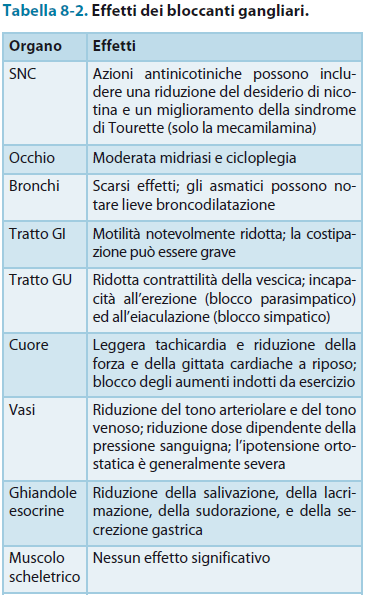 Tabella 8-2. Effetti dei bloccanti gangliari.
Organo Effetti
SNC Azioni antinicotiniche possono inclu-
dere una riduzione del desiderio di nico-
tina e un miglioramento della sindrome
di Tourette (solo la mecamilamina)
Occhio Moderata midriasi e cicloplegia
Bronchi Scarsi effetti; gli asmatici possono no-
tare lieve broncodilatazione
Tratto GI Motilità notevolmente ridotta; la costipa-
zione può essere grave
Tratto GU Ridotta contrattilità della vescica; incapa-
cità all’erezione (blocco parasimpatico)
ed all’eiaculazione (blocco simpatico)
Cuore Leggera tachicardia e riduzione della
forza e della gittata cardiache a riposo;
blocco degli aumenti indotti da esercizio
Vasi Riduzione del tono arteriolare e del tono
venoso; riduzione dose dipendente della
pressione sanguigna; l’ipotensione orto-
statica è generalmente severa
Ghiandole Riduzione della salivazione, della lacri-
esocrine mazione, della sudorazione, e della se-
crezione gastrica
Muscolo Nessun effetto significativo
scheletrico